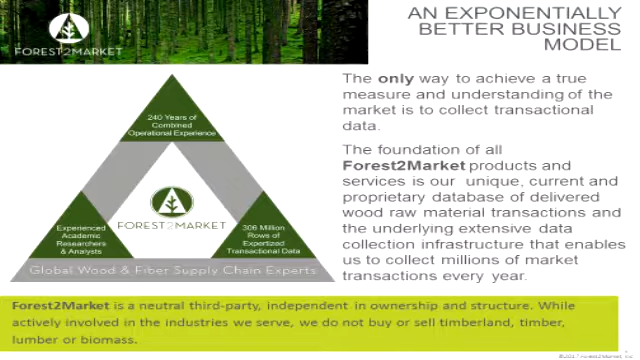 FOREST2MARKET
AN EXPONENTIALLY
BETTER BUSINESS
MODEL
240 Years of
Combined
Operational Experience
FOREST2MARKET
Experienced
Academic
Researchers
& Analysts
306 Million
Rows of
Expertized
Transactional Data
Global Wood & Fiber Supply Chain Experts
The only way to achieve a true
measure and understanding of the
market is to collect transactional
data.
The foundation of all
Forest2Market products and
services is our unique, current and
proprietary database of delivered
wood raw material transactions and
the underlying extensive data
collection infrastructure that enables
us to collect millions of market
transactions every year.
Forest2Market is a neutral third-party, independent in ownership and structure. While
actively involved in the industries we serve, we do not buy or sell timberland, timber,
lumber or biomass.
Forest2Market, Inc.